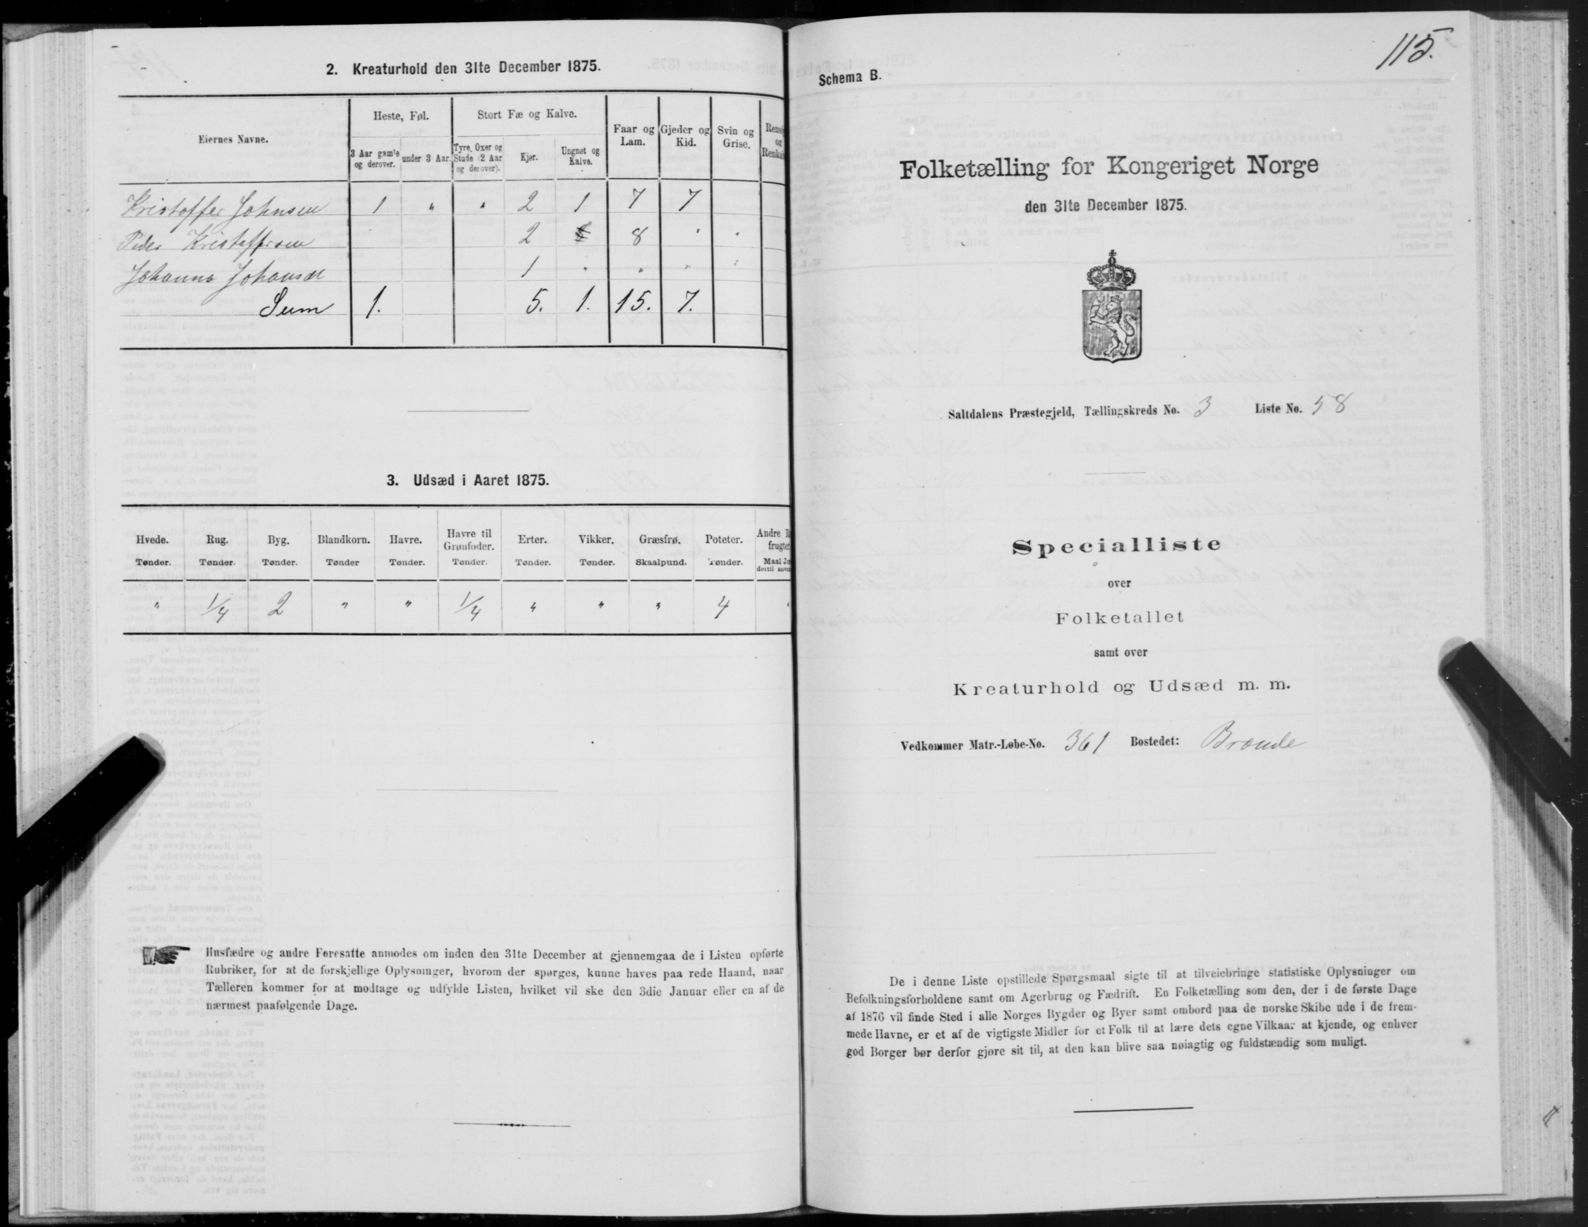 2. Kreaturhold den 31te December 1875.
Eiernes Navne.
Heste, Føl.
Stort Fæ og Kalve.
Faar og Lam.
Gjeder og Kid.
Svin og Grise.
3 Aar gamle og derover.
under 3 Aar.
Tyre, Oxer og Stude (2 Aar og derover).
Kjør.
Ungnøt og Kalve.
Kristoffer Johnsen 1 " " 2 1 7 7
Peder Kristoffersen 2 8 " "
Johanna Johansdt 1 " " " "
Sum 1. 5. 1. 15. 7.
3. Udsæd i Aaret 1875.
Hvede. Rug. Byg. Blandkorn. Havre. Havre til Grønfoder. Erter. Vikker. Græsfrø. Poteter.
Tønder. Tønder. Tønder. Tønder Tønder. Tønder. Tønder. Tønder. Skaalpund. Tønder.
" 1/4 2 " " 1/4 " " " 4 "
Husfædre og andre Foresatte anmodes om inden den 31te December at gjennemgaa de i Listen opførte
Rubriker, for at de forskjellige Oplysninger, hvorom der spørges, kunne haves paa rede Haand, naar
Tælleren kommer for at modtage og udfylde Listen, hvilket vil ske den 3die Januar eller en af de
nærmest paafølgende Dage.
115.
Schema B.
Folketælling for Kongeriget Norge
den 31te December 1875.
Saltdalens Præstegjeld, Tællingskreds No. 3 Liste No. 58
Specialliste
over
Folketallet
samt over
Kreaturhold og Udsæd m. m.
Vedkommer Matr.-Løbe-No. 361 Bostedet: Brænde
De i denne Liste opstillede Spørgsmaal sigte til at tilveiebringe statistiske Oplysninger om
Befolkningsforholdene samt om Agerbrug og Fædrift. En Folketælling som den, der i de første Dage
af 1876 vil finde Sted i alle Norges Bygder og Byer samt ombord paa de norske Skibe ude i de frem-
mede Havne, er et af de vigtigste Midler for et Folk til at lære dets egne Vilkaar at kjende, og enhver
god Borger bør derfor gjøre sit til, at den kan blive saa nøiagtig og fuldstændig som muligt.